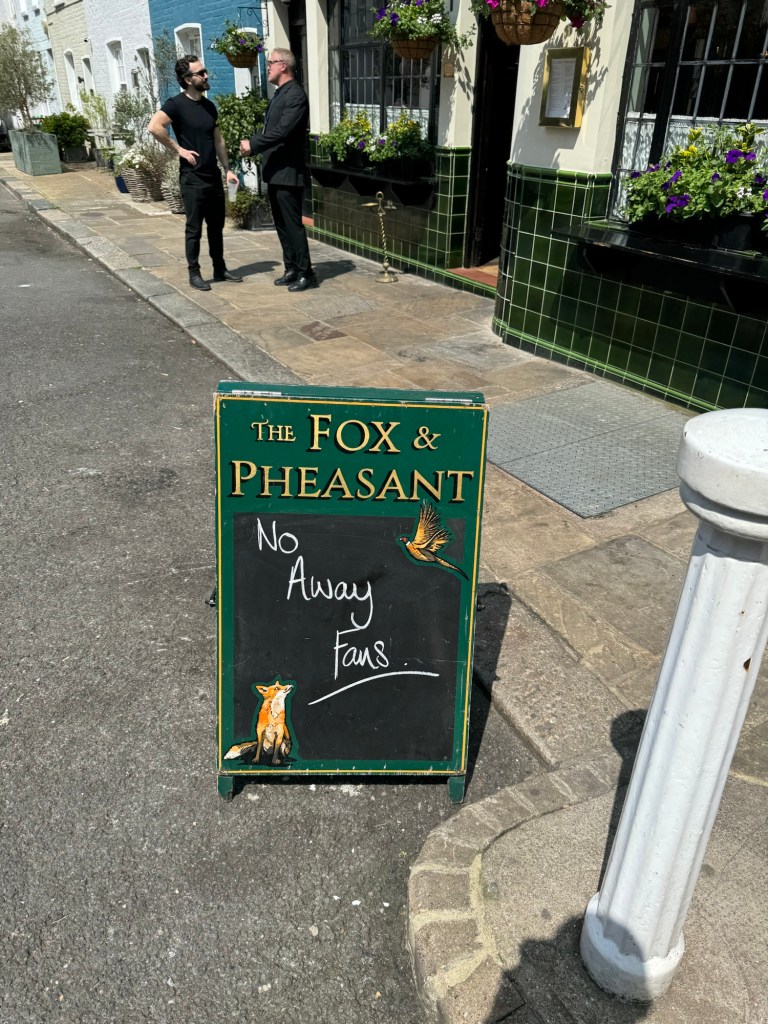 THE FOX &
PHEASANT
No
Away
Fans.